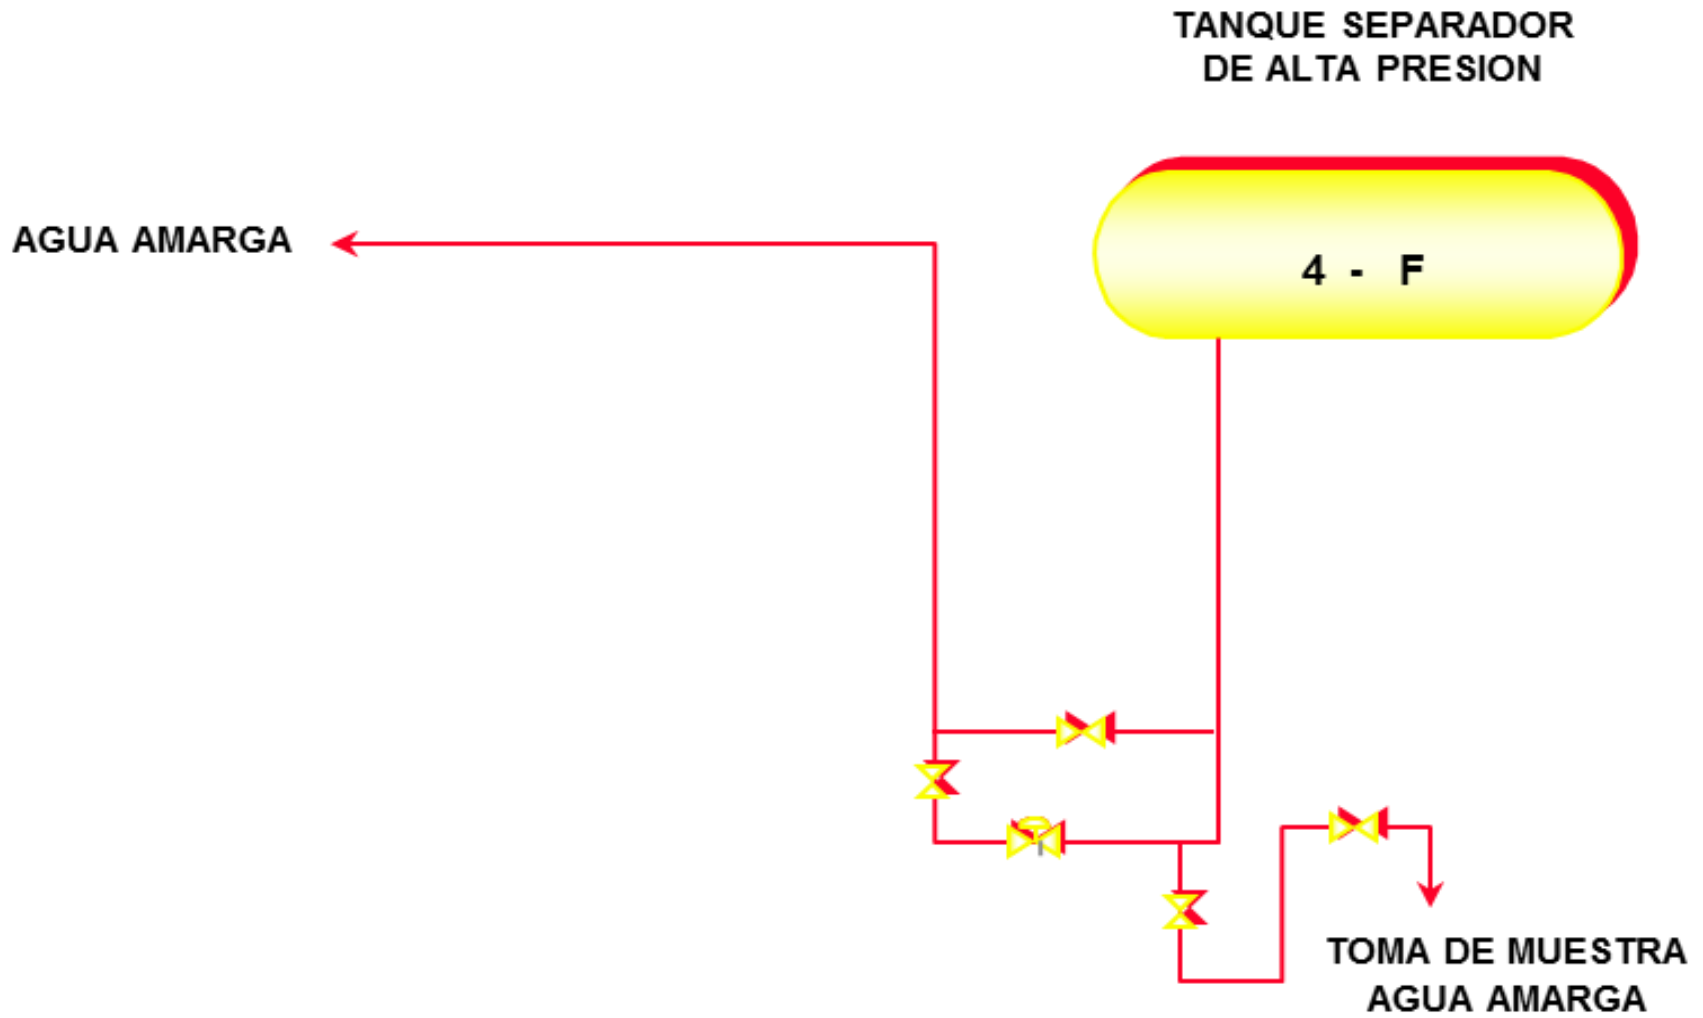 TANQUE SEPARADOR
DE ALTA PRESION
AGUA AMARGA
4 - F
TOMA DE MUESTRA
AGUA AMARGA